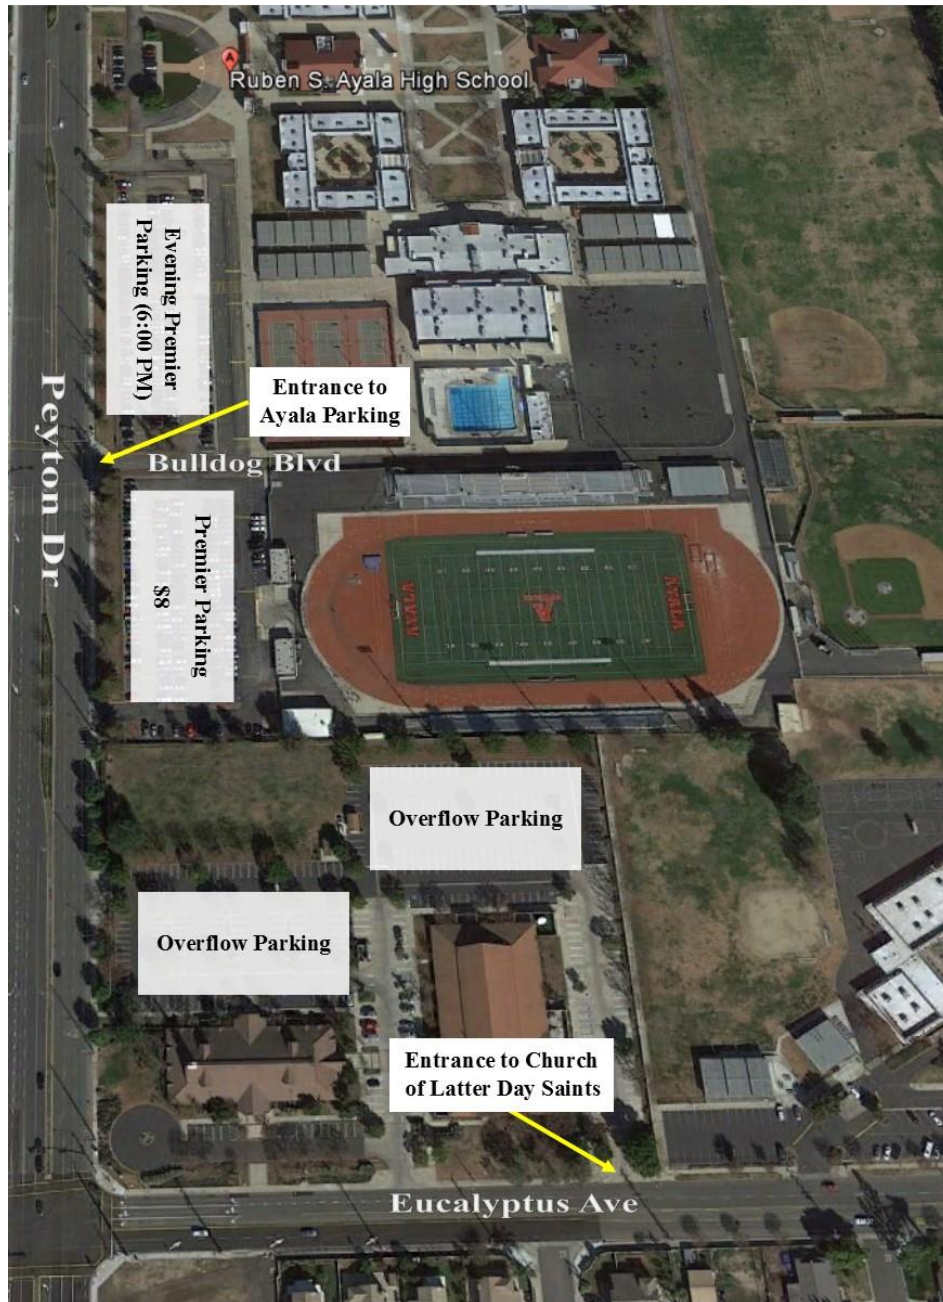 A
Ruben S. Ayala High School
Evening Premier
Parking (6:00 PM)
Entrance to
Ayala Parking
Peyton Dr
Bulldog Blvd
Premier Parking
$8
AYALA
A
AYALA
Overflow Parking
Overflow Parking
Entrance to Church
of Latter Day Saints
Eucalyptus Ave